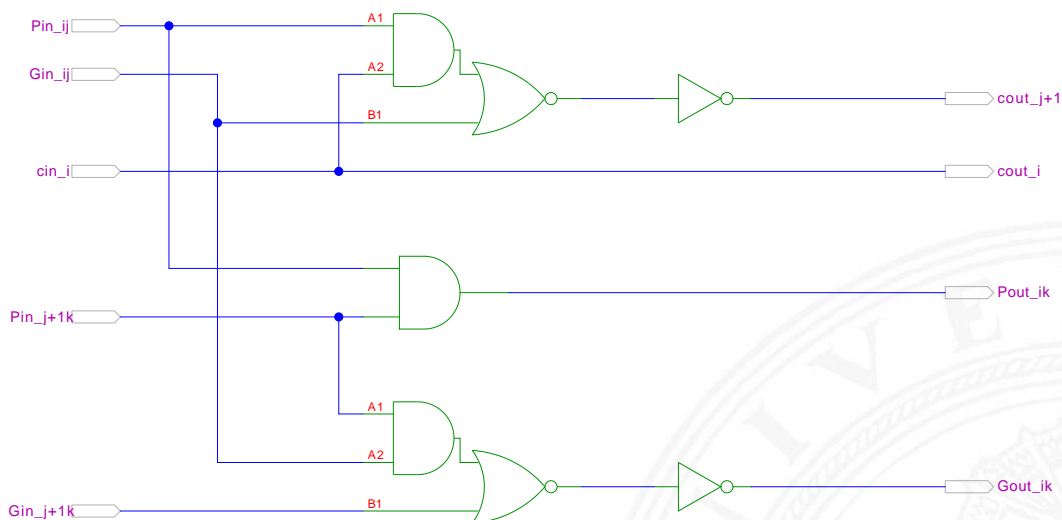 Pin_ij
A1
Gin_ij
A2
cout_j+1
B1
cin_i
cout_i
Pout_ik
Pin_j+1k
A1
A2
Gout_ik
Gin_j+1k
B1
I V E